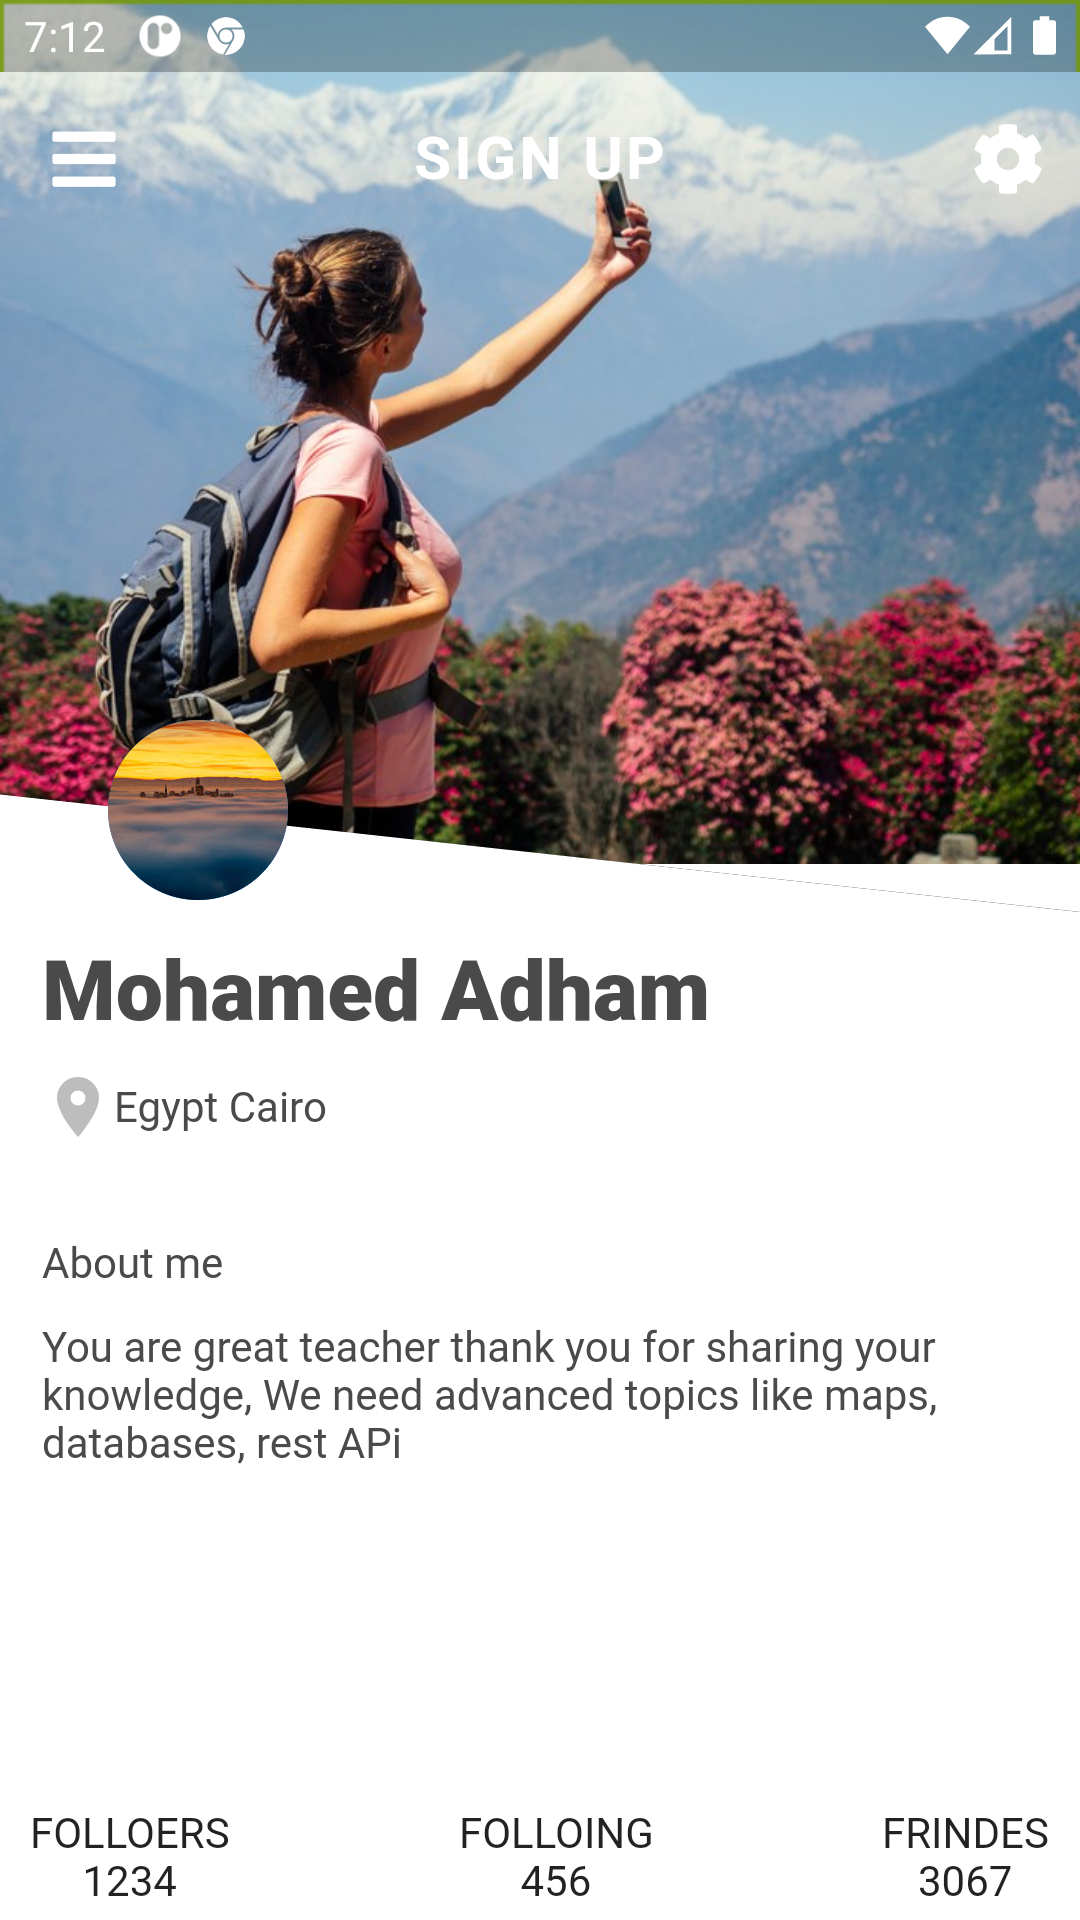 7:12
SIGN UP
Mohamed Adham
Egypt Cairo
About me
You are great teacher thank you for sharing your
knowledge, We need advanced topics like maps,
databases, rest APi
FOLLOERS FOLLOING FRINDES
1234 456 3067